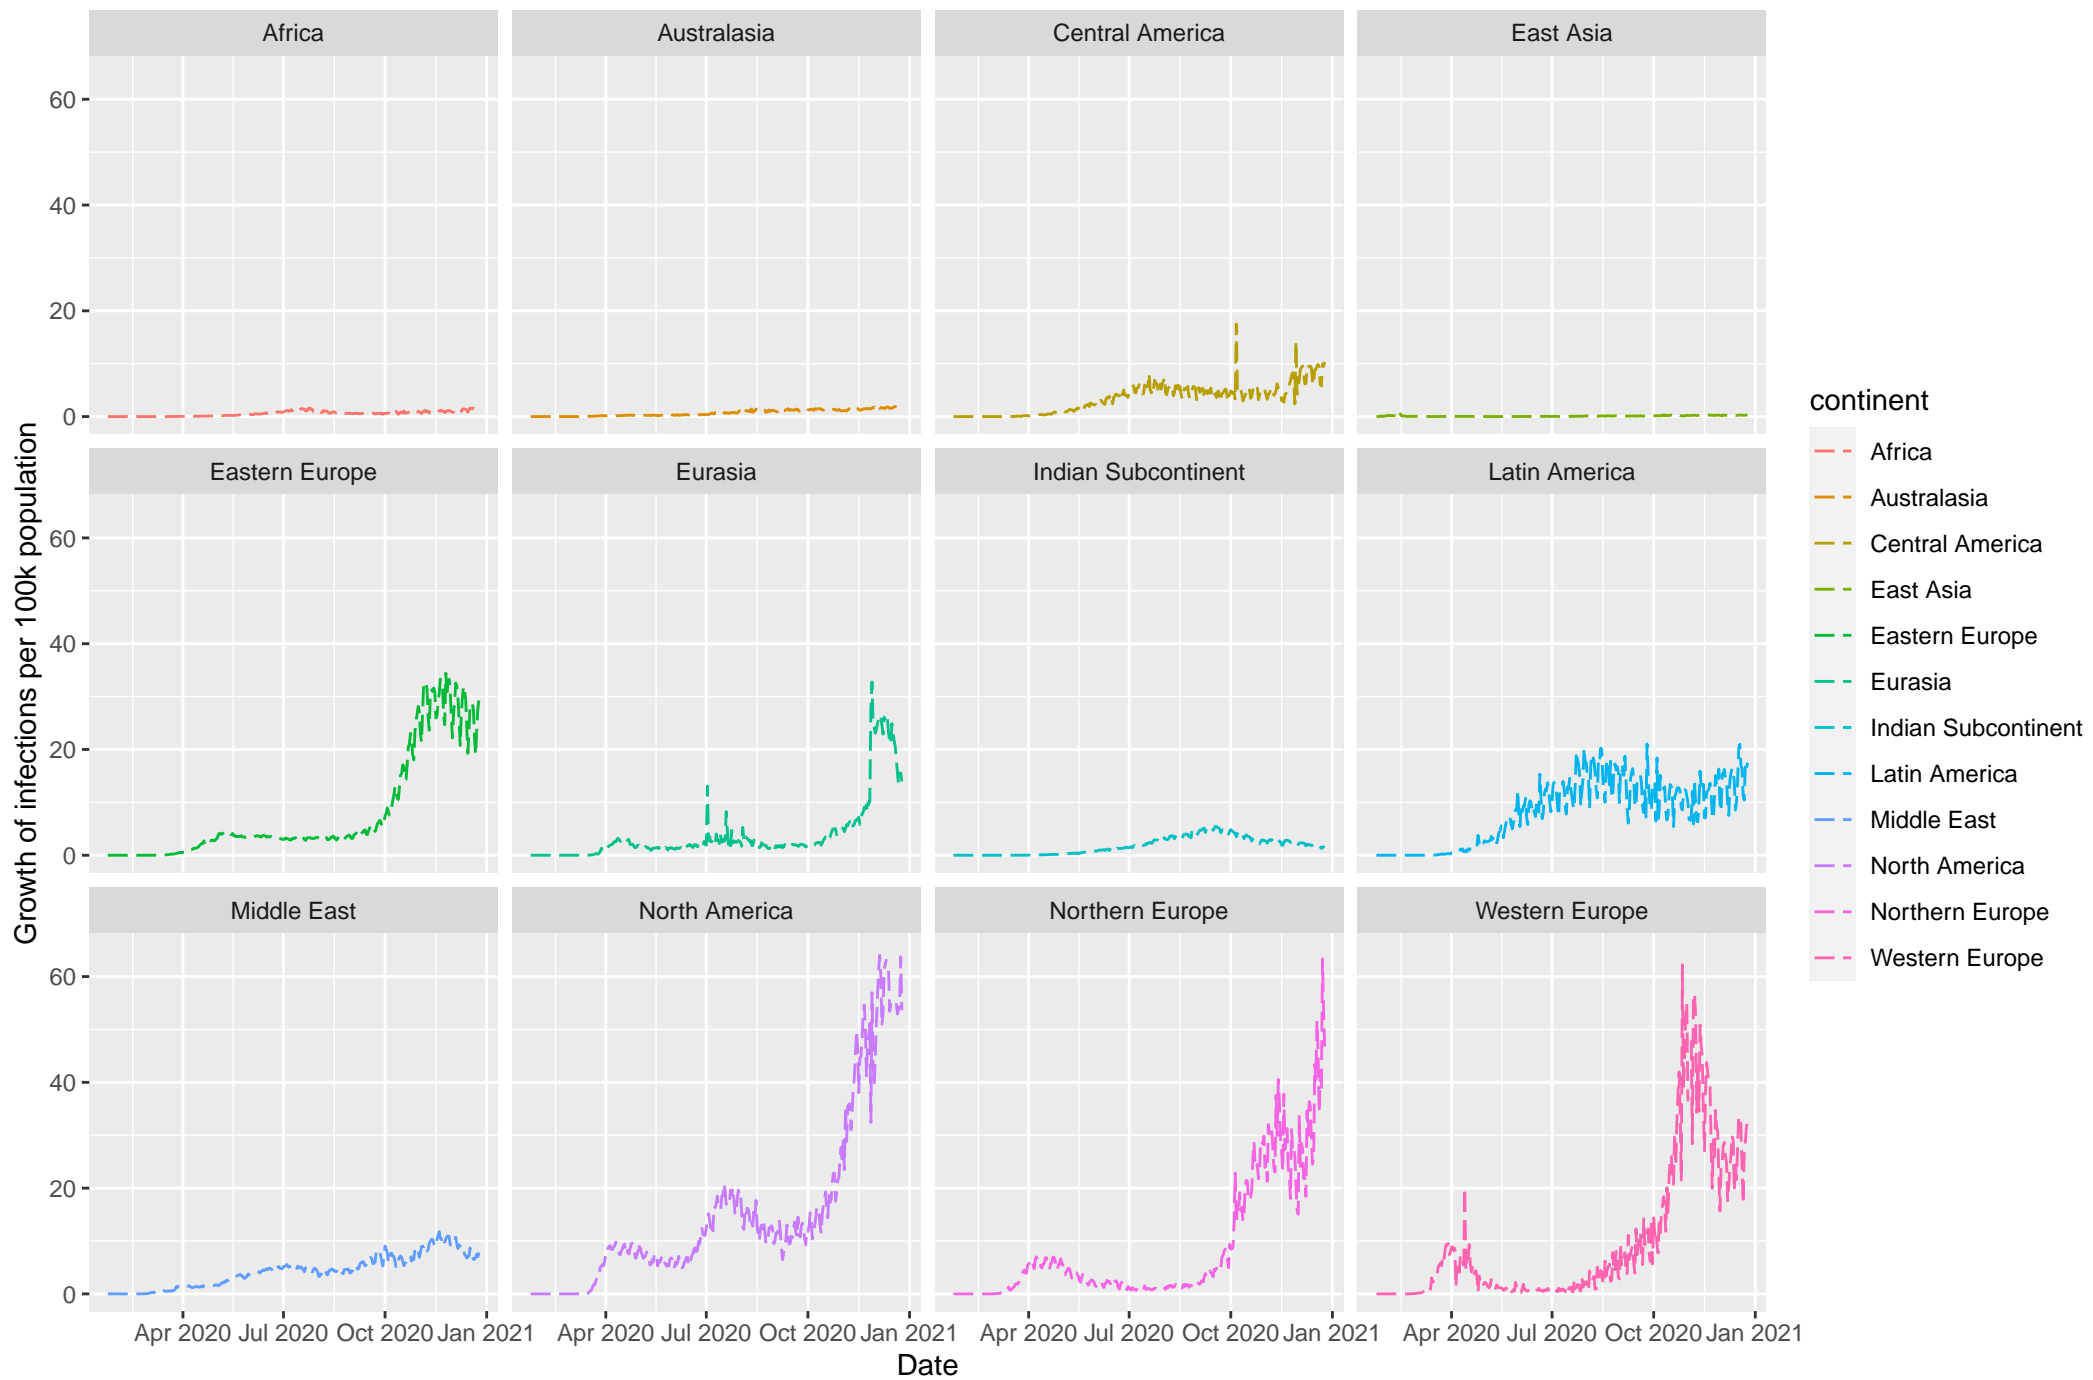 Africa
Australasia
Central America
East Asia
60
40
20
0
Eastern Europe
Eurasia
Indian Subcontinent
Latin America
60
40
20
0
Middle East
North America
Northern Europe
Western Europe
60
40
20
0
Apr 2020 Jul 2020 Oct 2020 Jan 2021
Apr 2020 Jul 2020 Oct 2020 Jan 2021
Apr 2020 Jul 2020 Oct 2020 Jan 2021
Apr 2020 Jul 2020 Oct 2020 Jan 2021
Date
Growth of infections per 100k population
continent
Africa
Australasia
Central America
East Asia
Eastern Europe
Eurasia
Indian Subcontinent
Latin America
Middle East
North America
Northern Europe
Western Europe